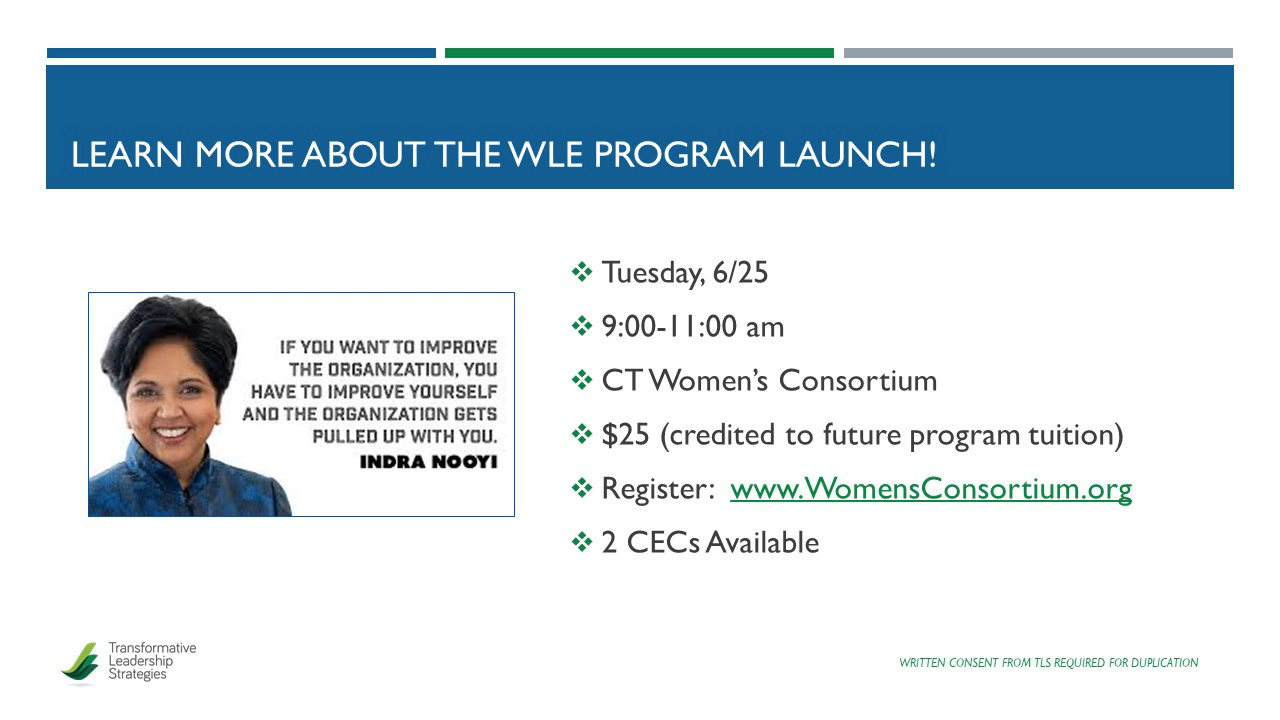 LEARN MORE ABOUT THE WLE PROGRAM LAUNCH!
IF YOU WANT TO IMPROVE
THE ORGANIZATION, YOU
HAVE TO IMPROVE YOURSELF
AND THE ORGANIZATION GETS
PULLED UP WITH YOU.
INDRA NOOYI
Tuesday, 6/25
9:00-11:00 am
CT Women’s Consortium
$25 (credited to future program tuition)
Register: www.WomensConsortium.org
2 CECs Available
Transformative
Leadership
Strategies
WRITTEN CONSENT FROM TLS REQUIRED FOR DUPLICATION